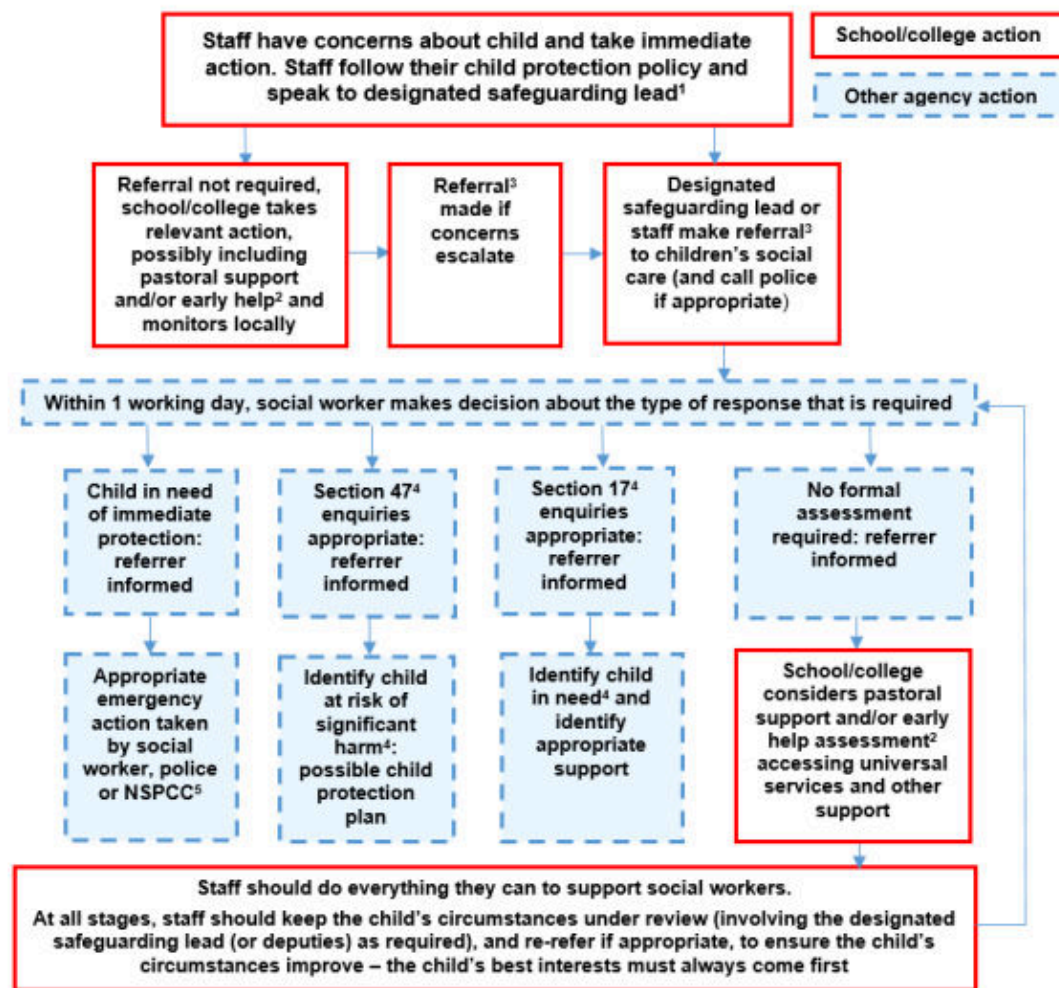 Staff have concerns about child and take immediate
action. Staff follow their child protection policy and
speak to designated safeguarding lead¹
School/college action
Other agency action
Referral not required,
school/college takes
relevant action,
possibly including
pastoral support
and/or early help² and
monitors locally
Referral³
made if
concerns
escalate
Designated
safeguarding lead or
staff make referral³
to children's social
care (and call police
if appropriate)
Within 1 working day, social worker makes decision about the type of response that is required
Child in need
of immediate
protection:
referrer
informed
Section 47⁴
enquiries
appropriate:
referrer
informed
Section 17⁴
enquiries
appropriate:
referrer
informed
No formal
assessment
required: referrer
informed
Appropriate
emergency
action taken
by social
worker, police
or NSPCC⁵
Identify child
at risk of
significant
harm⁴:
possible child
protection
plan
Identify child
in need⁴ and
identify
appropriate
support
School/college
considers pastoral
support and/or early
help assessment²
accessing universal
services and other
support
Staff should do everything they can to support social workers.
At all stages, staff should keep the child's circumstances under review (involving the designated
safeguarding lead (or deputies) as required), and re-refer if appropriate, to ensure the child's
circumstances improve – the child's best interests must always come first